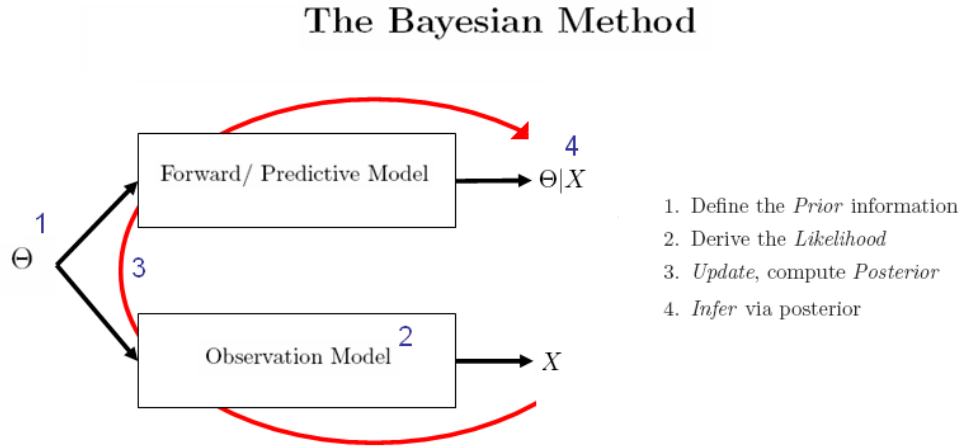 The Bayesian Method
4
Forward/ Predictive Model
Θ|X
1
Θ
3
2
Observation Model
X
1. Define the Prior information
2. Derive the Likelihood
3. Update, compute Posterior
4. Infer via posterior